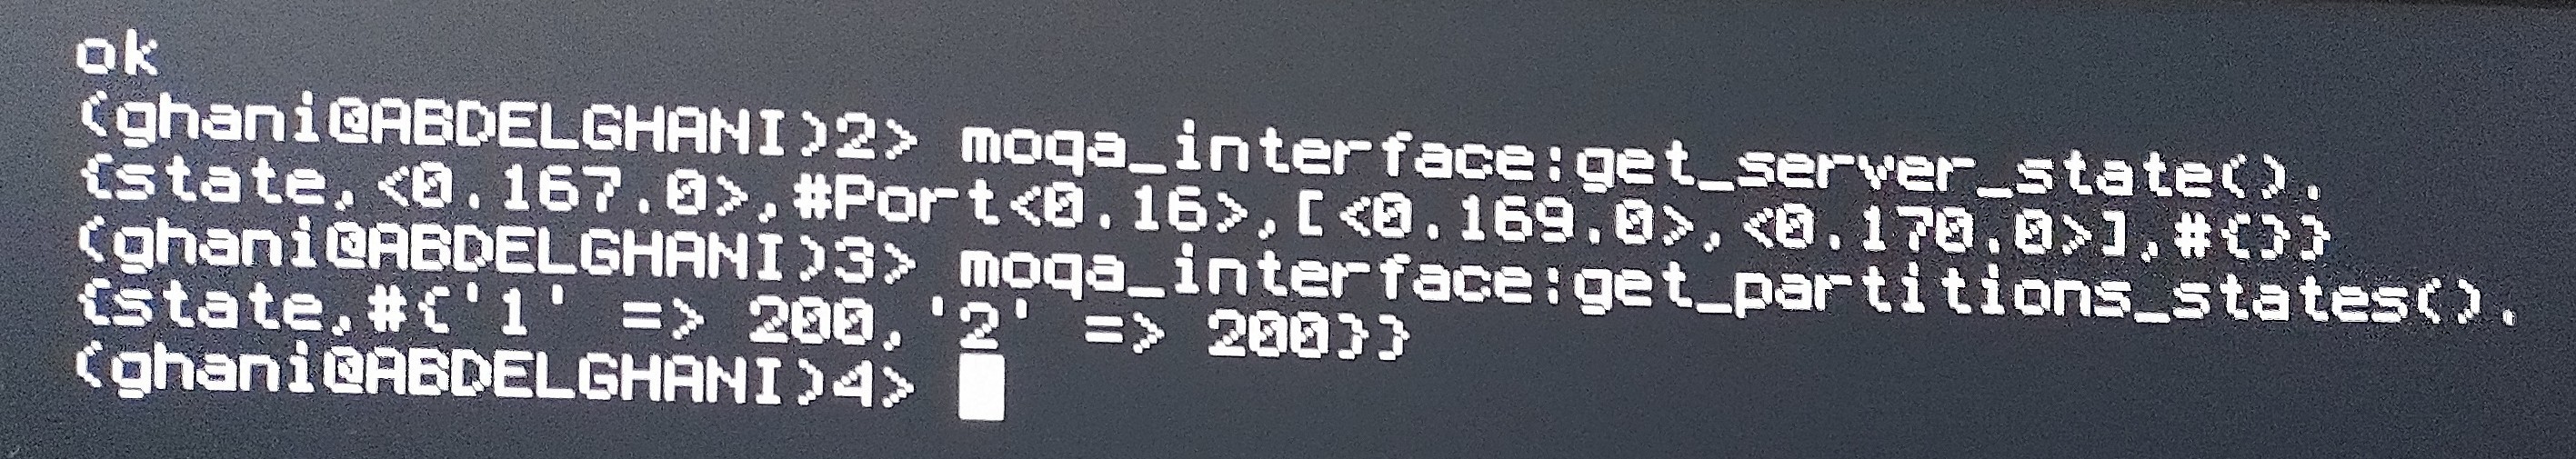 ok
(ghani@ABDELGHANI)2> moqa_interface:get_server_state().
{state,<0.167.0>,#Port<0.16>,[<0.169.0>,<0.170.0>],#{}}
(ghani@ABDELGHANI)3> moqa_interface:get_partitions_states().
{state,#{'1' => 200,'2' => 200}}
(ghani@ABDELGHANI)4>